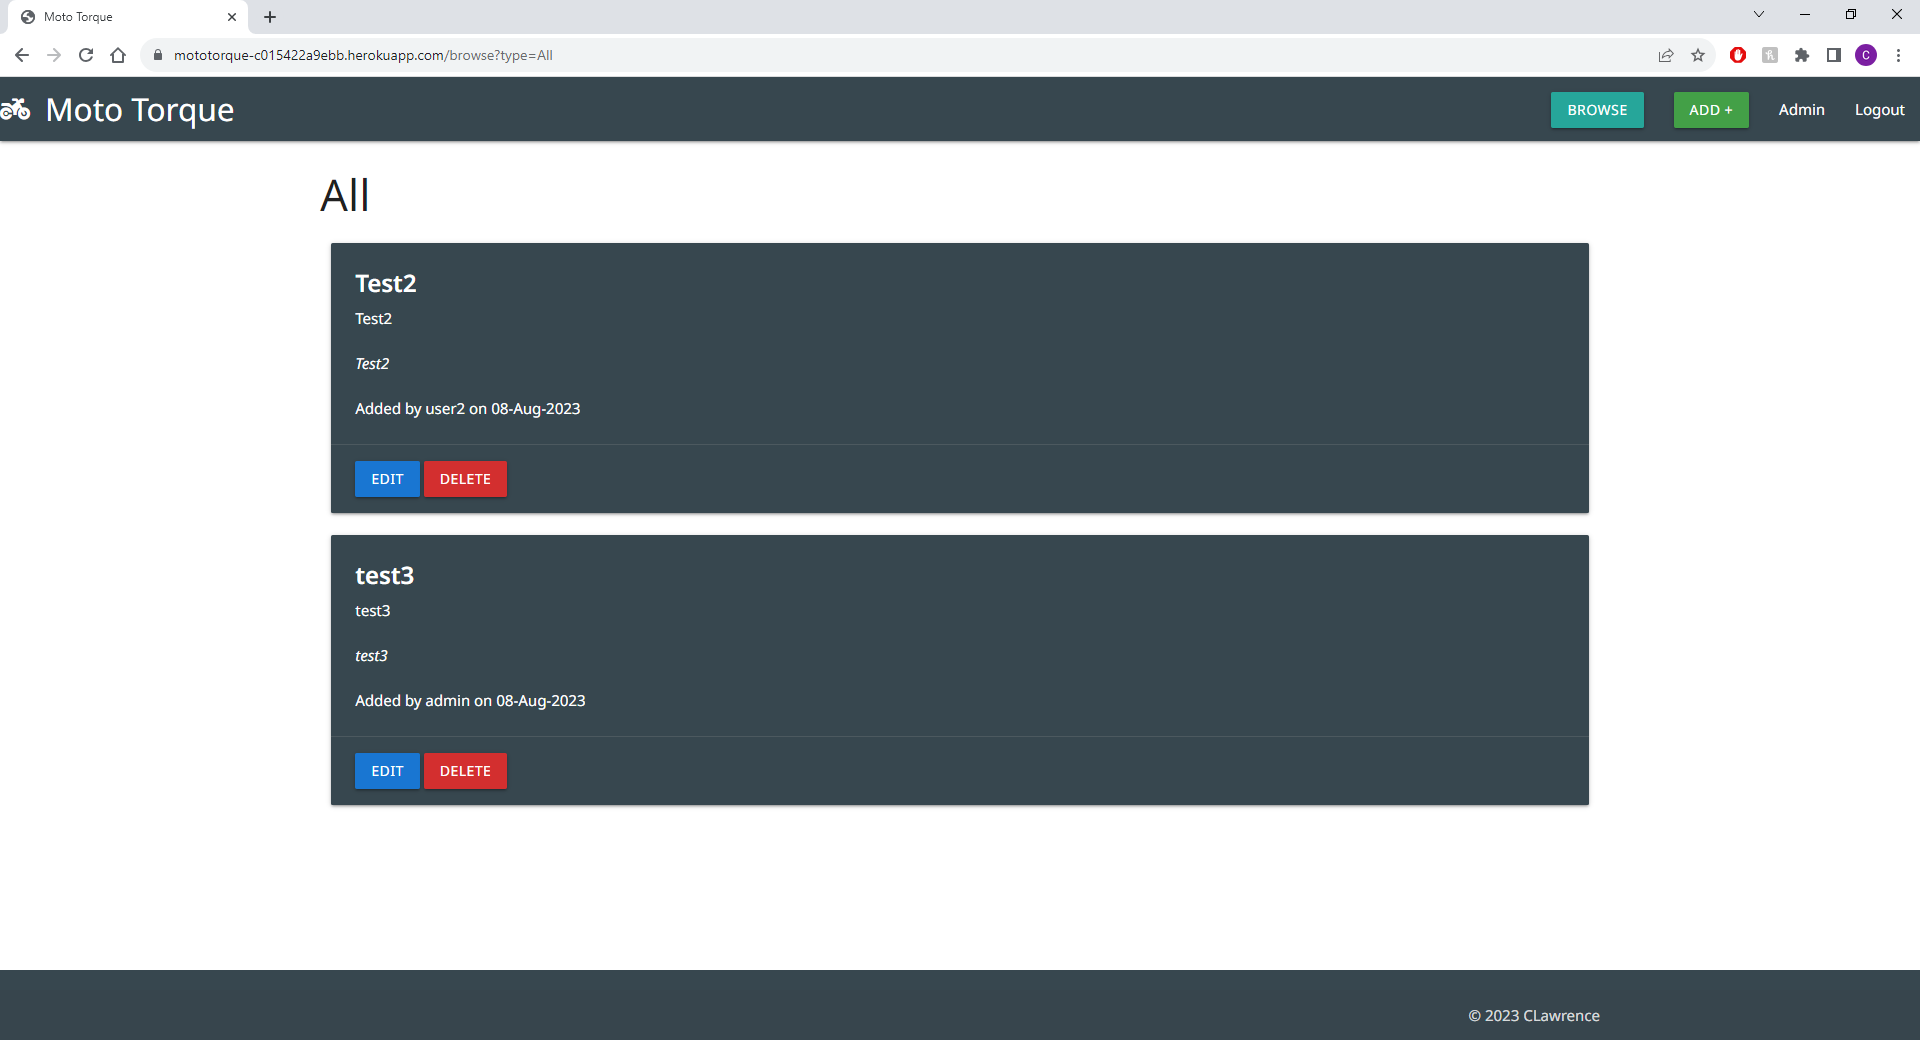 Moto Torque
mototorque-c015422a9ebb.herokuapp.com/browse?type=All
C
Moto Torque
BROWSE
ADD +
Admin
Logout
All
Test2
Test2
Test2
Added by user2 on 08-Aug-2023
EDIT
DELETE
test3
test3
test3
Added by admin on 08-Aug-2023
EDIT
DELETE
© 2023 CLawrence